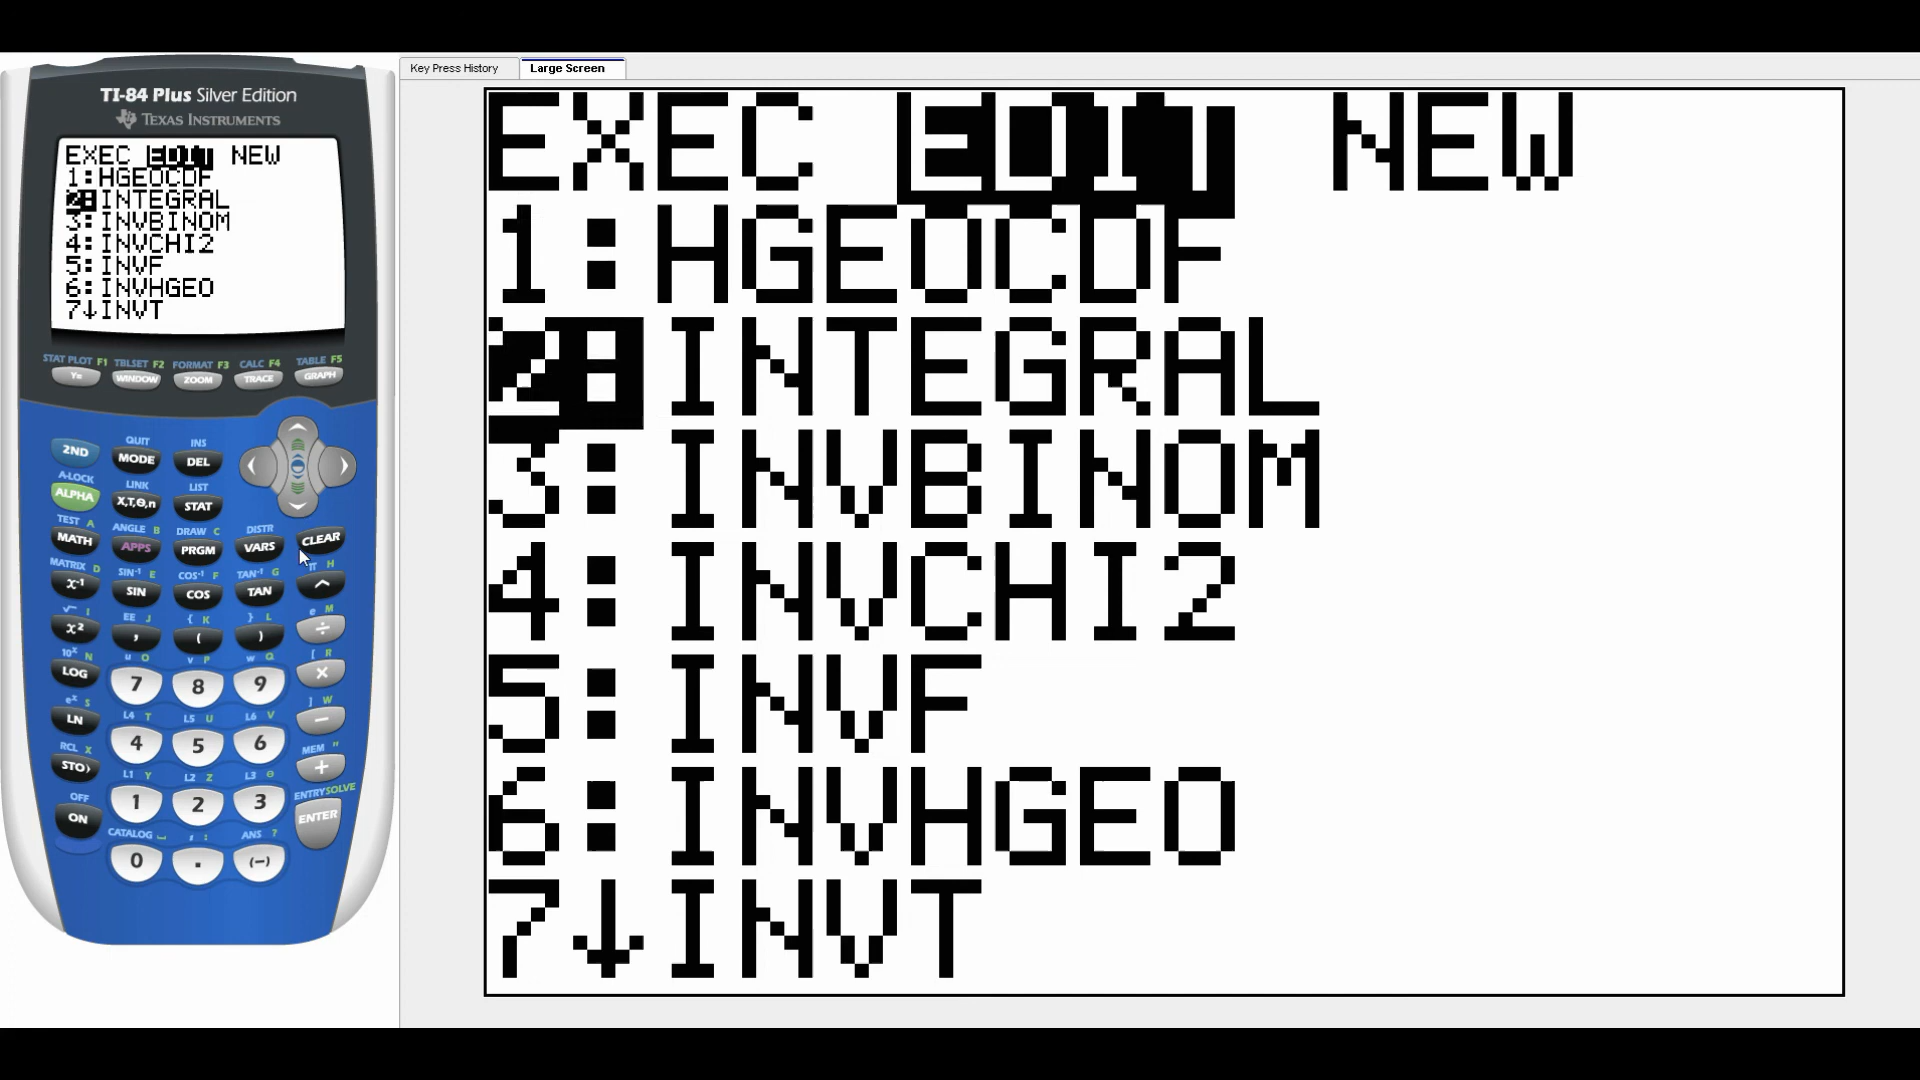 Key Press History
Large Screen
TI-84 Plus Silver Edition
TEXAS INSTRUMENTS
EXEC EDIT NEW
1:HGEOCDF
2:INTEGRAL
3:INVBINOM
4:INVCHI2
5:INVF
6:INVHGEO
7↓INVT
EXEC EDIT NEW
1:HGEOCDF
2:INTEGRAL
3:INVBINOM
4:INVCHI2
5:INVF
6:INVHGEO
7↓INVT
STAT PLOT F1 TBLSET F2 FORMAT F3 CALC F4 TABLE F5
Y= WINDOW ZOOM TRACE GRAPH
QUIT INS
2ND MODE DEL
A-LOCK LINK LIST
ALPHA X,T,Θ,n STAT
TEST A ANGLE B DRAW C DISTR
MATH APPS PRGM VARS CLEAR
MATRIX D SIN⁻¹ E COS⁻¹ F TAN⁻¹ G π H
x⁻¹ SIN COS TAN ^
√ I EE J { K } L e M
x² , ( ) ÷
10ˣ N u O v P w Q [ R
LOG 7 8 9 ×
eˣ S L4 T L5 U L6 V ] W
LN 4 5 6 −
RCL X L1 Y L2 Z L3 Θ MEM "
STO› 1 2 3 +
OFF CATALOG ⎵ i : ANS ? ENTRY SOLVE
ON 0 . (−) ENTER